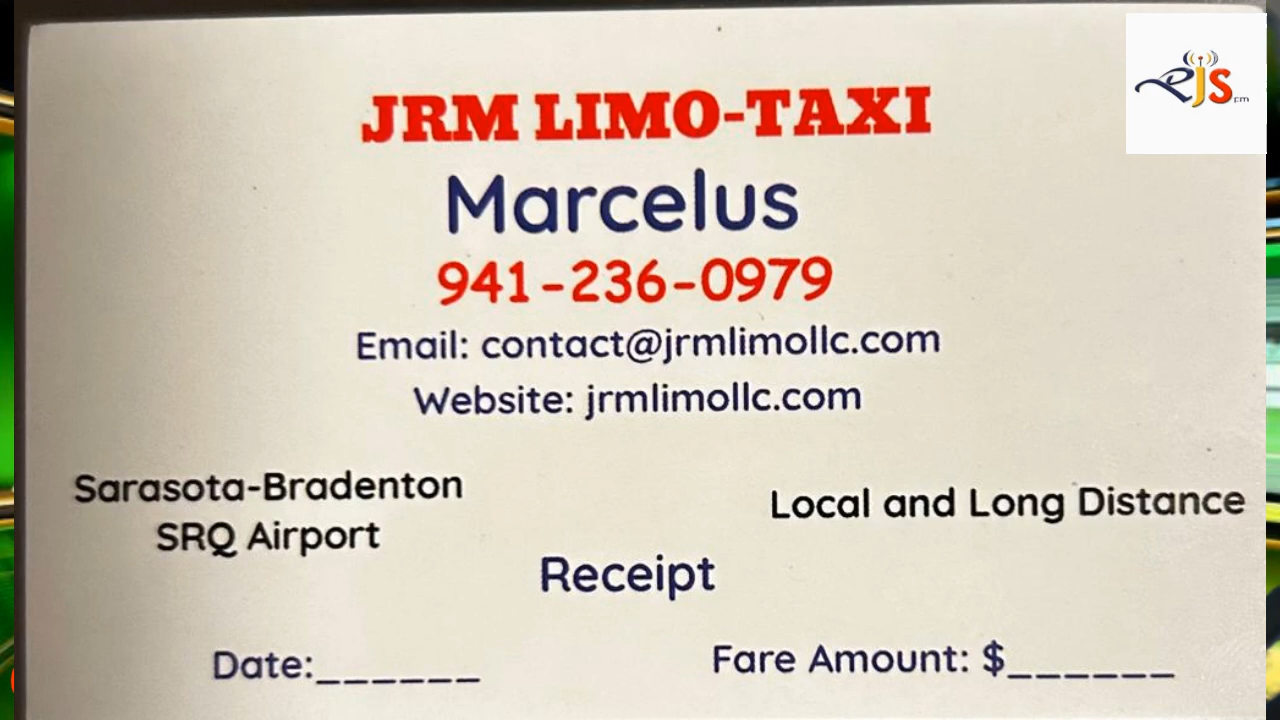 RJS FM
JRM LIMO-TAXI
Marcelus
941-236-0979
Email: contact@jrmlimollc.com
Website: jrmlimollc.com
Sarasota-Bradenton
SRQ Airport
Local and Long Distance
Receipt
Date:______
Fare Amount: $______